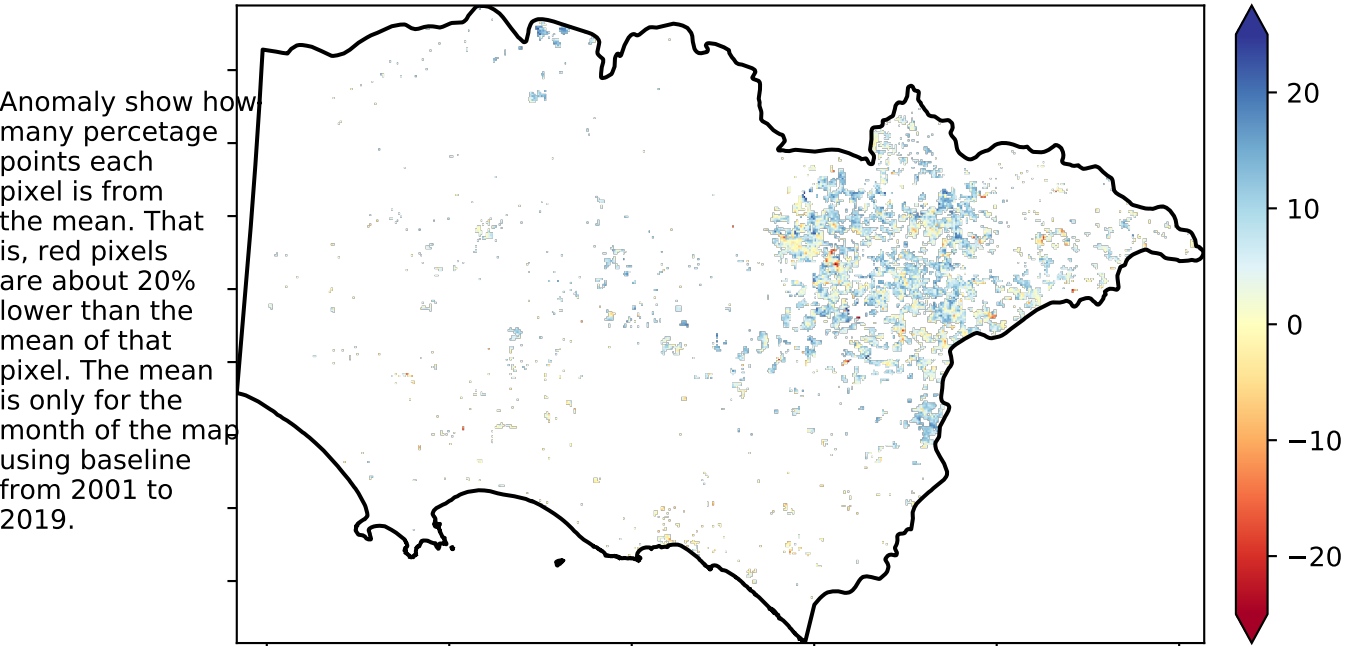 Anomaly show how
many percetage
points each
pixel is from
the mean. That
is, red pixels
are about 20%
lower than the
mean of that
pixel. The mean
is only for the
month of the map
using baseline
from 2001 to
2019.
20
10
0
−10
−20